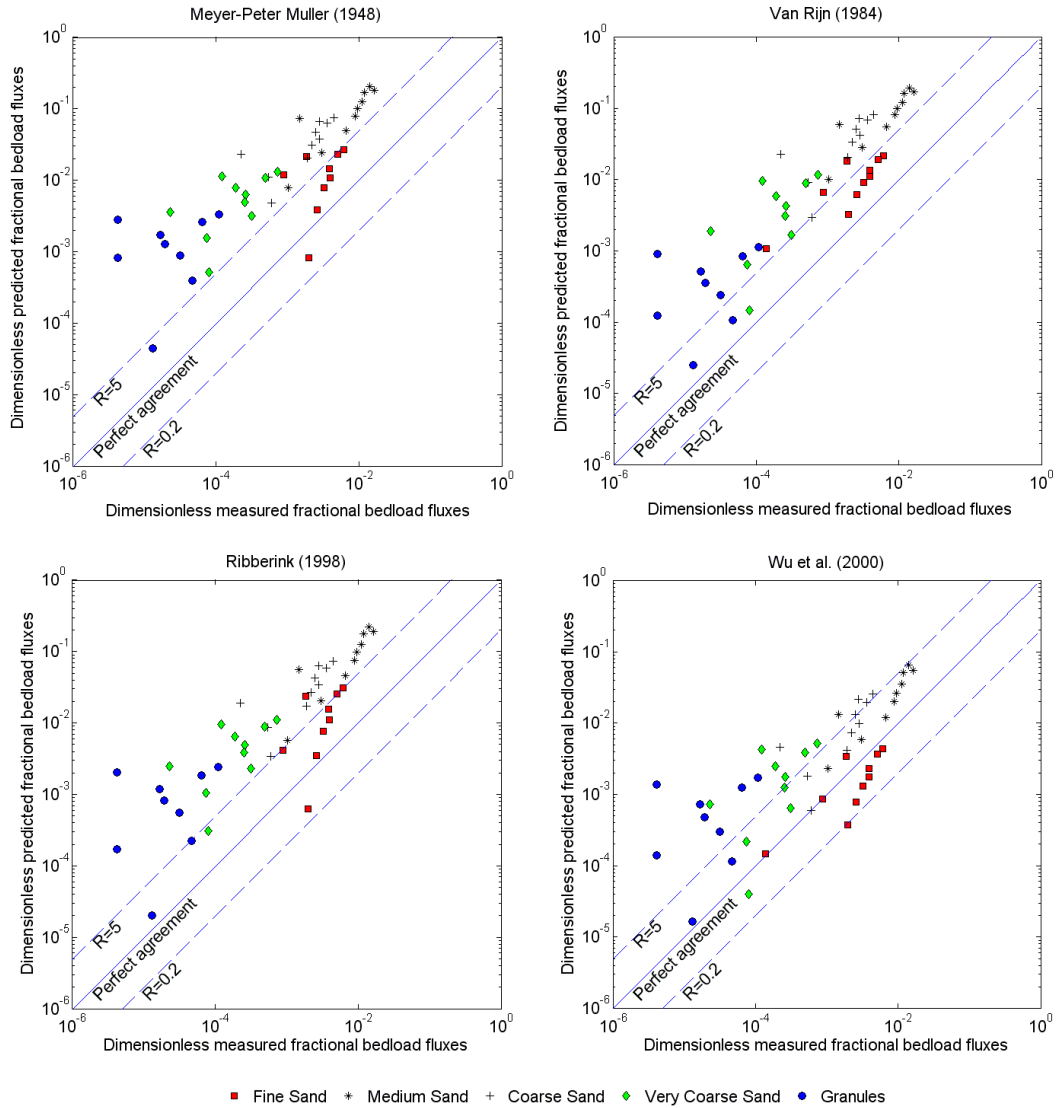 Meyer-Peter Muller (1948)
Van Rijn (1984)
Dimensionless predicted fractional bedload fluxes
10^0
10^-1
10^-2
10^-3
10^-4
10^-5
10^-6
R=5
Perfect agreement
R=0.2
10^-6
10^-4
10^-2
10^0
Dimensionless measured fractional bedload fluxes
Dimensionless predicted fractional bedload fluxes
10^0
10^-1
10^-2
10^-3
10^-4
10^-5
10^-6
R=5
Perfect agreement
R=0.2
10^-6
10^-4
10^-2
10^0
Dimensionless measured fractional bedload fluxes
Ribberink (1998)
Wu et al. (2000)
Dimensionless predicted fractional bedload fluxes
10^0
10^-1
10^-2
10^-3
10^-4
10^-5
10^-6
R=5
Perfect agreement
R=0.2
10^-6
10^-4
10^-2
10^0
Dimensionless measured fractional bedload fluxes
Dimensionless predicted fractional bedload fluxes
10^0
10^-1
10^-2
10^-3
10^-4
10^-5
10^-6
R=5
Perfect agreement
R=0.2
10^-6
10^-4
10^-2
10^0
Dimensionless measured fractional bedload fluxes
Fine Sand
Medium Sand
Coarse Sand
Very Coarse Sand
Granules